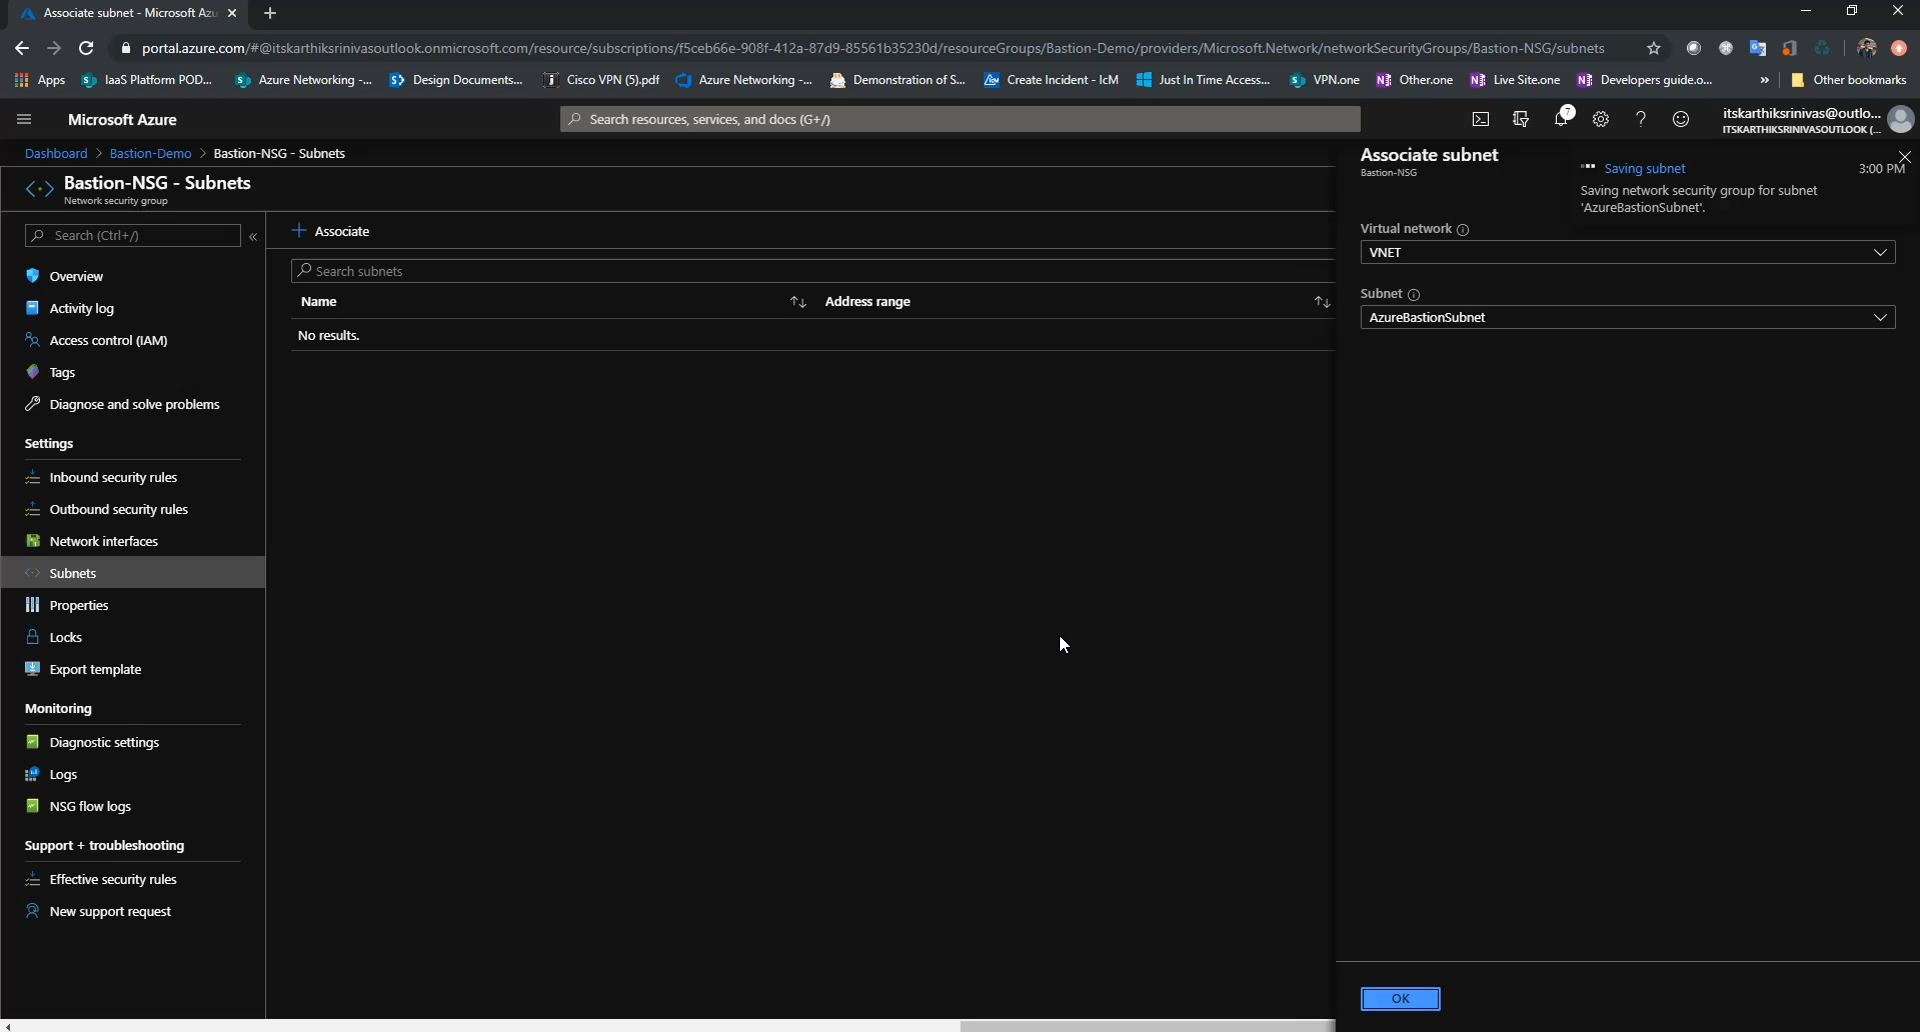 Associate subnet - Microsoft Azu
portal.azure.com/#@itskarthiksrinivasoutlook.onmicrosoft.com/resource/subscriptions/f5ceb66e-908f-412a-87d9-85561b35230d/resourceGroups/Bastion-Demo/providers/Microsoft.Network/networkSecurityGroups/Bastion-NSG/subnets
Apps IaaS Platform POD... Azure Networking -... Design Documents... Cisco VPN (5).pdf Azure Networking -... Demonstration of S... Create Incident - IcM Just In Time Access... VPN.one Other.one Live Site.one Developers guide.o... » Other bookmarks
Microsoft Azure
Search resources, services, and docs (G+/)
7
itskarthiksrinivas@outlo...
ITSKARTHIKSRINIVASOUTLOOK (...
Dashboard > Bastion-Demo > Bastion-NSG - Subnets
Bastion-NSG - Subnets
Network security group
Search (Ctrl+/)
«
Overview
Activity log
Access control (IAM)
Tags
Diagnose and solve problems
Settings
Inbound security rules
Outbound security rules
Network interfaces
Subnets
Properties
Locks
Export template
Monitoring
Diagnostic settings
Logs
NSG flow logs
Support + troubleshooting
Effective security rules
New support request
Associate
Search subnets
Name Address range
No results.
Associate subnet
Bastion-NSG
Saving subnet 3:00 PM
Saving network security group for subnet
'AzureBastionSubnet'.
Virtual network
VNET
Subnet
AzureBastionSubnet
OK